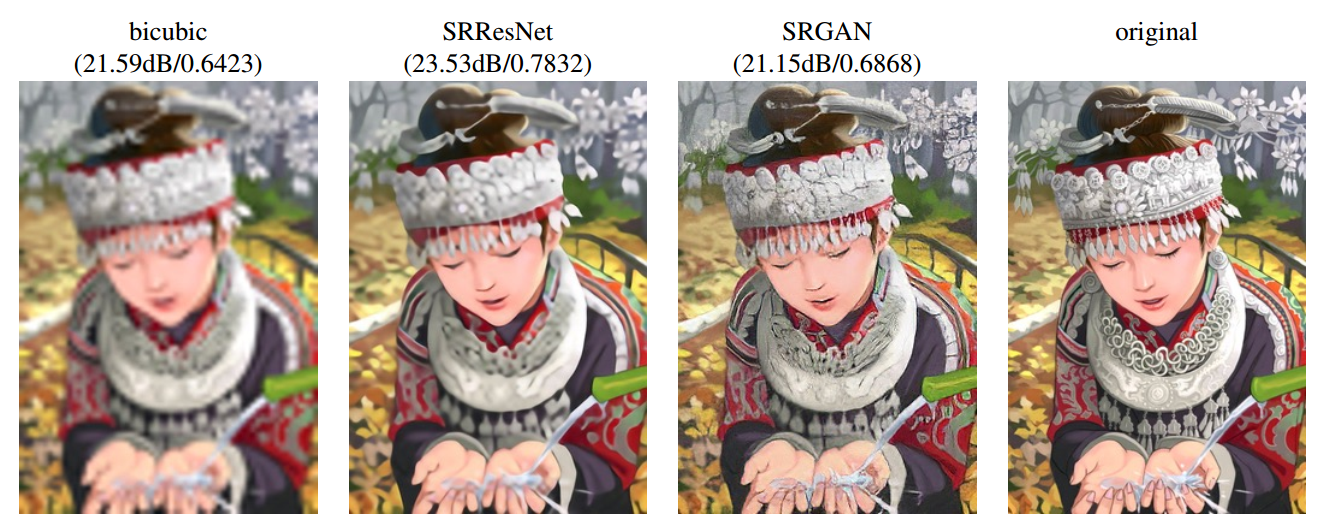 bicubic
(21.59dB/0.6423)
SRResNet
(23.53dB/0.7832)
SRGAN
(21.15dB/0.6868)
original